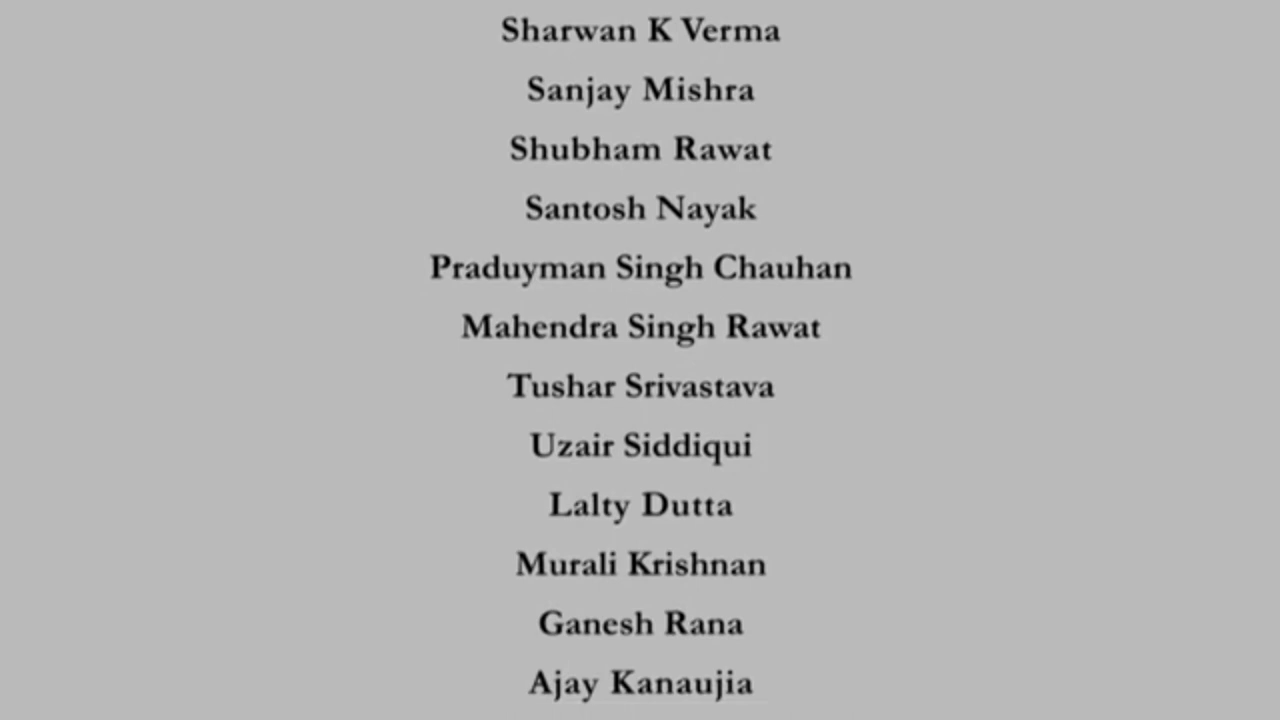 Sharwan K Verma
Sanjay Mishra
Shubham Rawat
Santosh Nayak
Praduyman Singh Chauhan
Mahendra Singh Rawat
Tushar Srivastava
Uzair Siddiqui
Lalty Dutta
Murali Krishnan
Ganesh Rana
Ajay Kanaujia